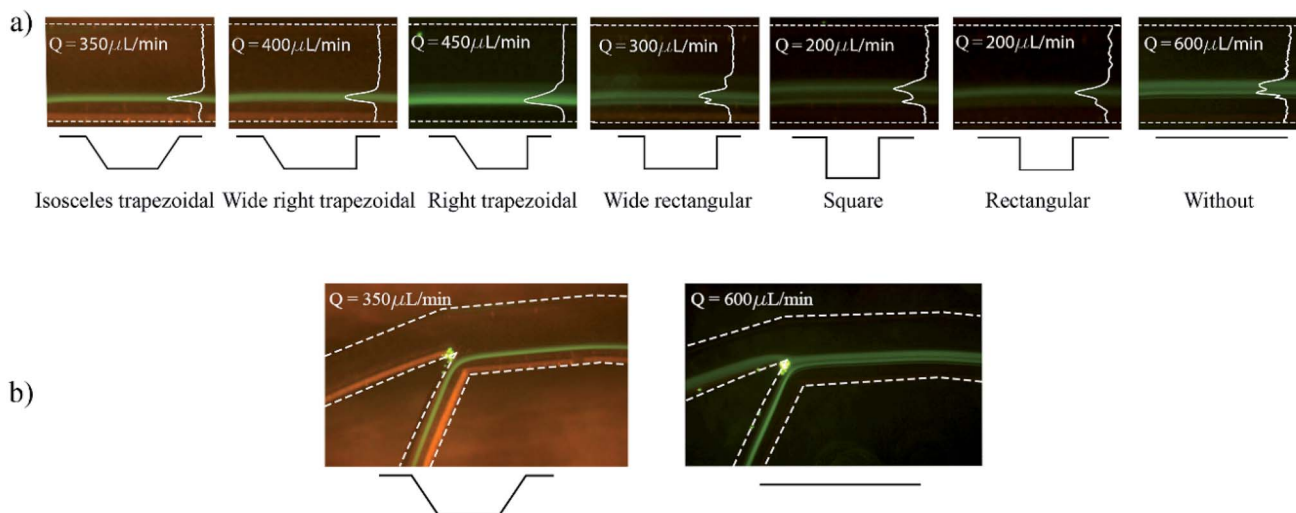 a)
Q = 350μL/min
Q = 400μL/min
Q = 450μL/min
Q = 300μL/min
Q = 200μL/min
Q = 200μL/min
Q = 600μL/min
Isosceles trapezoidal
Wide right trapezoidal
Right trapezoidal
Wide rectangular
Square
Rectangular
Without
b)
Q = 350μL/min
Q = 600μL/min